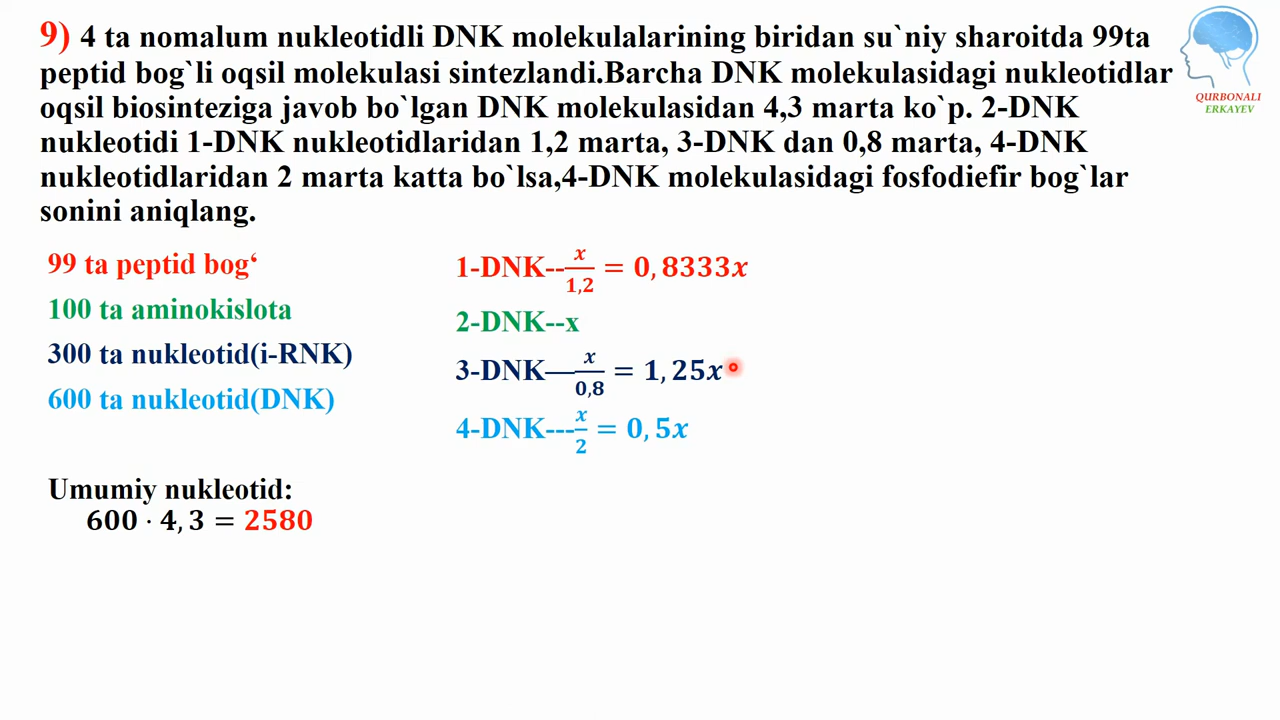 9) 4 ta nomalum nukleotidli DNK molekulalarining biridan su`niy sharoitda 99ta
peptid bog`li oqsil molekulasi sintezlandi.Barcha DNK molekulasidagi nukleotidlar
oqsil biosinteziga javob bo`lgan DNK molekulasidan 4,3 marta ko`p. 2-DNK
nukleotidi 1-DNK nukleotidlaridan 1,2 marta, 3-DNK dan 0,8 marta, 4-DNK
nukleotidlaridan 2 marta katta bo`lsa,4-DNK molekulasidagi fosfodiefir bog`lar
sonini aniqlang.
QURBONALI
ERKAYEV
99 ta peptid bog‘
100 ta aminokislota
300 ta nukleotid(i-RNK)
600 ta nukleotid(DNK)
Umumiy nukleotid:
600 · 4,3 = 2580
1-DNK--x/1,2 = 0,8333x
2-DNK--x
3-DNK—x/0,8 = 1,25x
4-DNK---x/2 = 0,5x